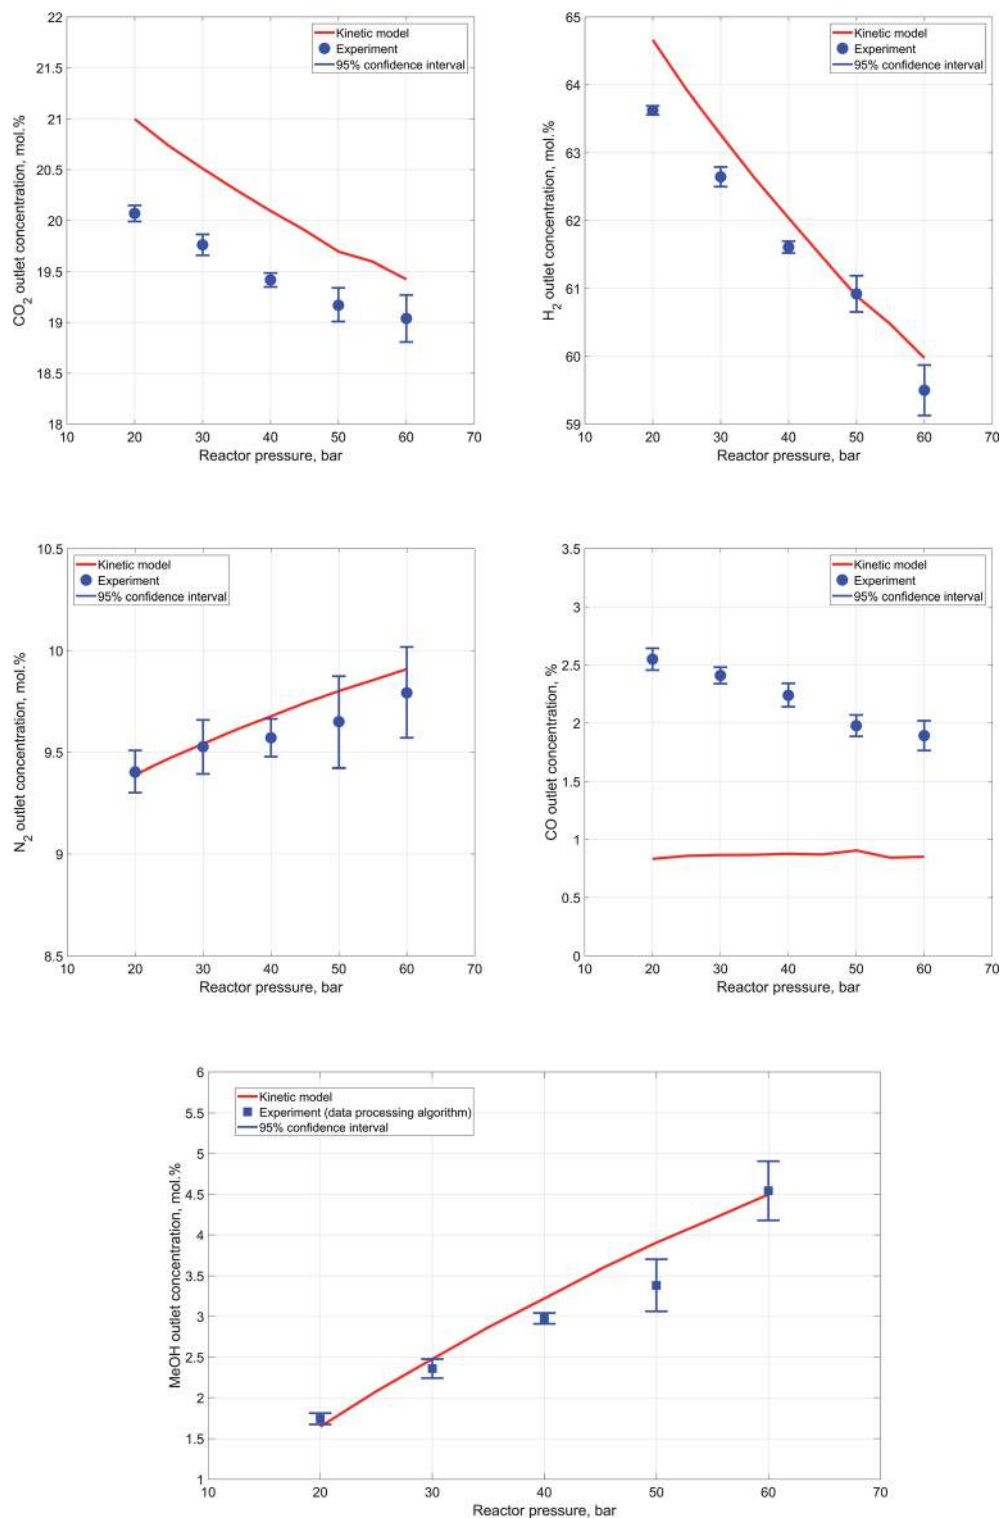 22
21.5
21
20.5
20
19.5
19
18.5
18
10 20 30 40 50 60 70
CO2 outlet concentration, mol.%
Reactor pressure, bar
Kinetic model
Experiment
95% confidence interval
65
64
63
62
61
60
59
10 20 30 40 50 60 70
H2 outlet concentration, mol.%
Reactor pressure, bar
Kinetic model
Experiment
95% confidence interval
10.5
10
9.5
9
8.5
10 20 30 40 50 60 70
N2 outlet concentration, mol.%
Reactor pressure, bar
Kinetic model
Experiment
95% confidence interval
3.5
3
2.5
2
1.5
1
0.5
0
10 20 30 40 50 60 70
CO outlet concentration, %
Reactor pressure, bar
Kinetic model
Experiment
95% confidence interval
6
5.5
5
4.5
4
3.5
3
2.5
2
1.5
1
10 20 30 40 50 60 70
MeOH outlet concentration, mol.%
Reactor pressure, bar
Kinetic model
Experiment (data processing algorithm)
95% confidence interval